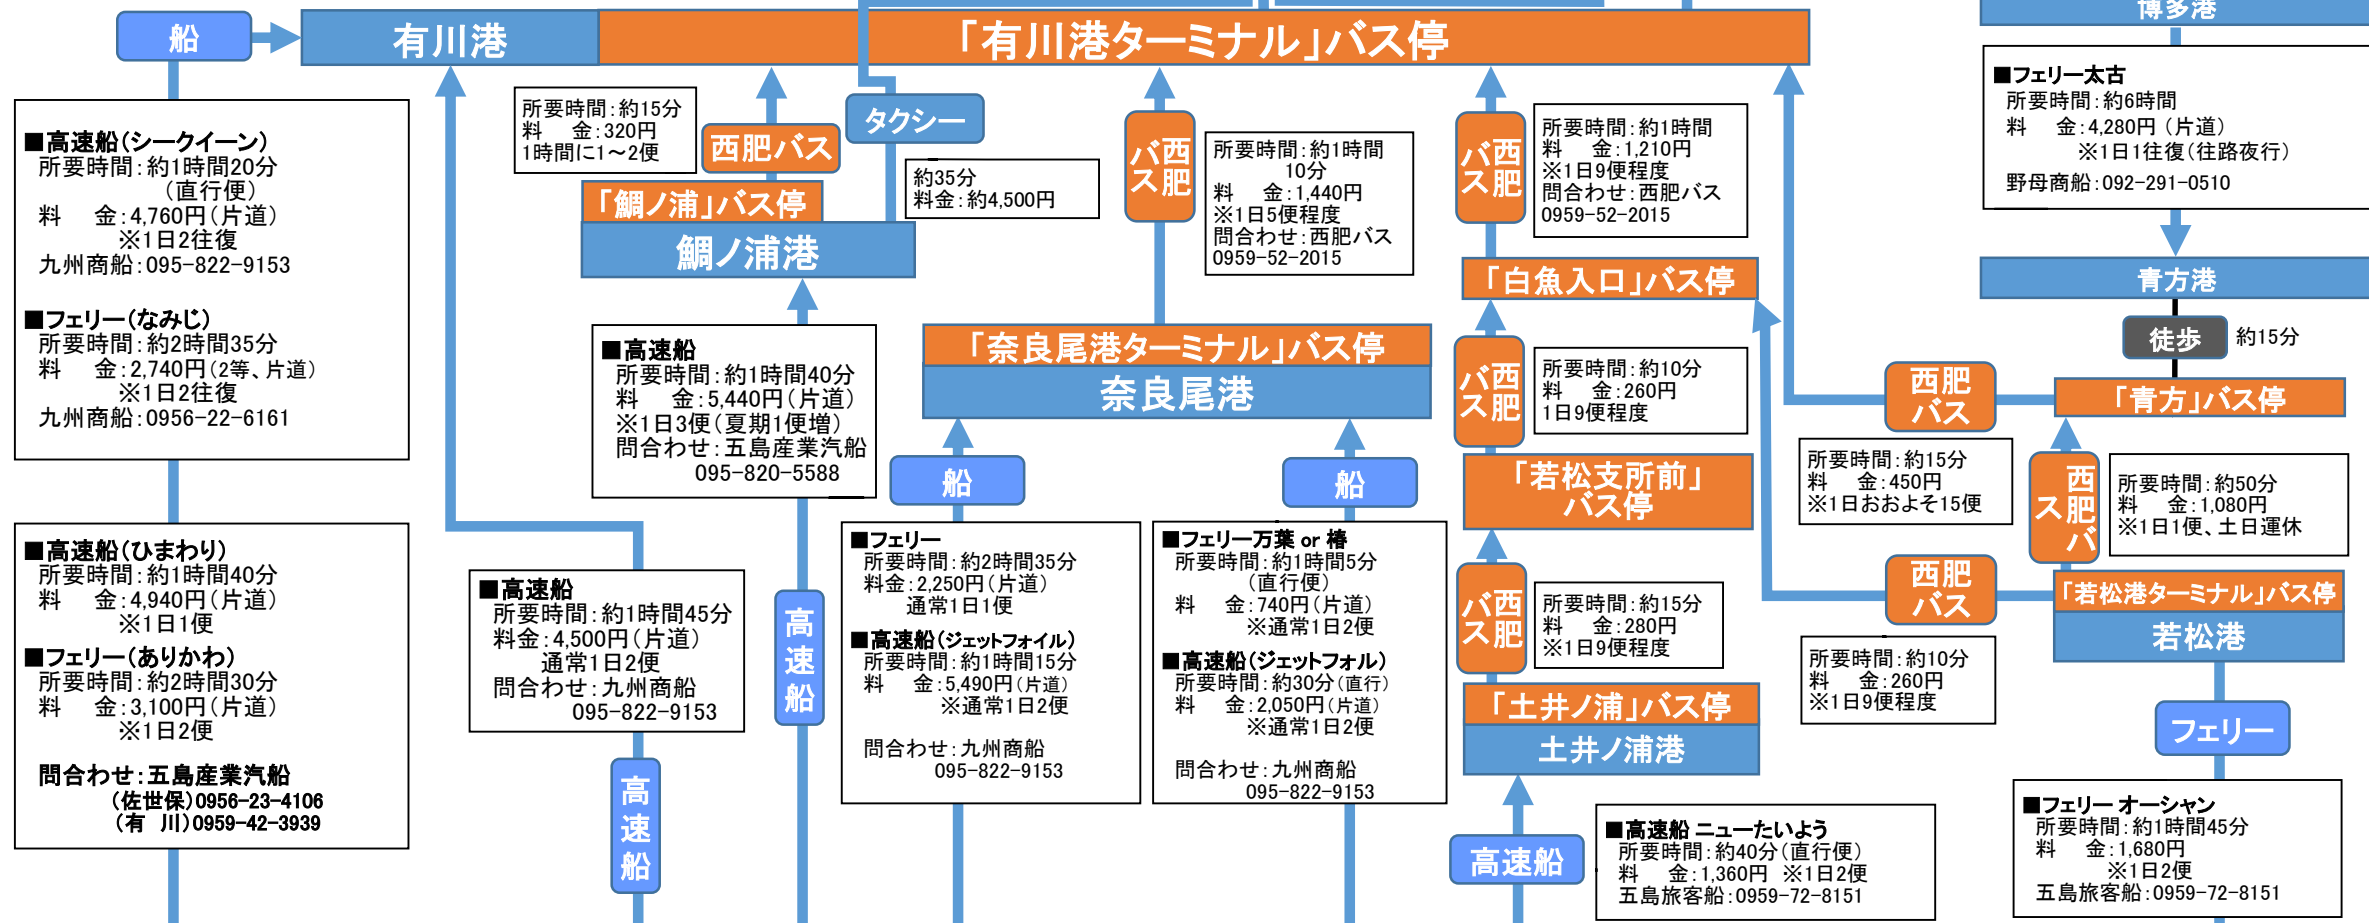 博多港
船
有川港
「有川港ターミナル」バス停
■高速船(シークイーン)
所要時間:約1時間20分
(直行便)
料　金:4,760円(片道)
※1日2往復
九州商船:095-822-9153
■フェリー(なみじ)
所要時間:約2時間35分
料　金:2,740円(2等、片道)
※1日2往復
九州商船:0956-22-6161
■高速船(ひまわり)
所要時間:約1時間40分
料　金:4,940円(片道)
※1日1便
■フェリー(ありかわ)
所要時間:約2時間30分
料　金:3,100円(片道)
※1日2便
問合わせ:五島産業汽船
(佐世保)0956-23-4106
(有　川)0959-42-3939
所要時間:約15分
料　金:320円
1時間に1～2便
西肥バス
タクシー
約35分
料金:約4,500円
「鯛ノ浦」バス停
鯛ノ浦港
■高速船
所要時間:約1時間40分
料　金:5,440円(片道)
※1日3便(夏期1便増)
問合わせ:五島産業汽船
095-820-5588
■高速船
所要時間:約1時間45分
料金:4,500円(片道)
通常1日2便
問合わせ:九州商船
095-822-9153
高速船
高速船
西肥バス
所要時間:約1時間
10分
料　金:1,440円
※1日5便程度
問合わせ:西肥バス
0959-52-2015
「奈良尾港ターミナル」バス停
奈良尾港
船
船
■フェリー
所要時間:約2時間35分
料金:2,250円(片道)
通常1日1便
■高速船(ジェットフォイル)
所要時間:約1時間15分
料　金:5,490円(片道)
※通常1日2便
問合わせ:九州商船
095-822-9153
■フェリー万葉 or 椿
所要時間:約1時間5分
(直行便)
料　金:740円(片道)
※通常1日2便
■高速船(ジェットフォル)
所要時間:約30分(直行)
料　金:2,050円(片道)
※通常1日2便
問合わせ:九州商船
095-822-9153
西肥バス
所要時間:約1時間
料　金:1,210円
※1日9便程度
問合わせ:西肥バス
0959-52-2015
「白魚入口」バス停
西肥バス
所要時間:約10分
料　金:260円
1日9便程度
「若松支所前」
バス停
西肥バス
所要時間:約15分
料　金:280円
※1日9便程度
「土井ノ浦」バス停
土井ノ浦港
高速船
■高速船 ニューたいよう
所要時間:約40分(直行便)
料　金:1,360円 ※1日2便
五島旅客船:0959-72-8151
■フェリー太古
所要時間:約6時間
料　金:4,280円(片道)
※1日1往復(往路夜行)
野母商船:092-291-0510
青方港
徒歩
約15分
「青方」バス停
西肥
バス
所要時間:約15分
料　金:450円
※1日おおよそ15便
西肥バス
所要時間:約50分
料　金:1,080円
※1日1便、土日運休
西肥
バス
所要時間:約10分
料　金:260円
※1日9便程度
「若松港ターミナル」バス停
若松港
フェリー
■フェリー オーシャン
所要時間:約1時間45分
料　金:1,680円
※1日2便
五島旅客船:0959-72-8151